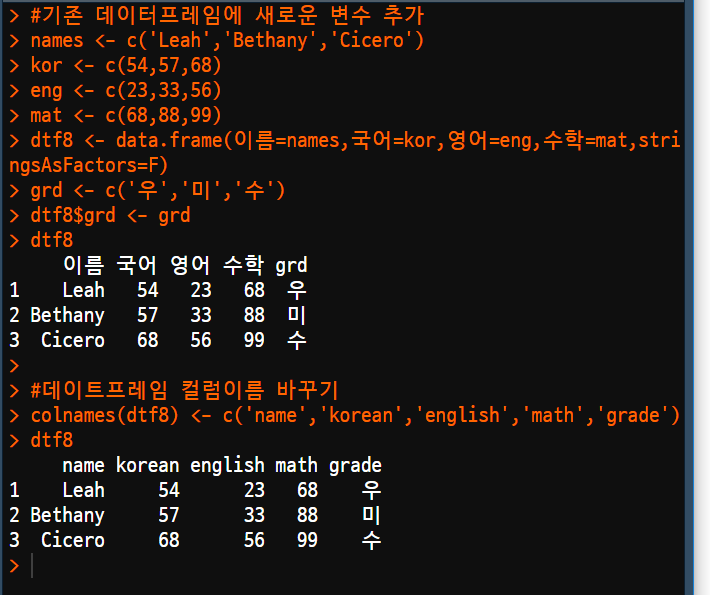 > #기존 데이터프레임에 새로운 변수 추가
> names <- c('Leah','Bethany','Cicero')
> kor <- c(54,57,68)
> eng <- c(23,33,56)
> mat <- c(68,88,99)
> dtf8 <- data.frame(이름=names,국어=kor,영어=eng,수학=mat,stri
ngsAsFactors=F)
> grd <- c('우','미','수')
> dtf8$grd <- grd
> dtf8
     이름 국어 영어 수학 grd
1    Leah   54   23   68  우
2 Bethany   57   33   88  미
3  Cicero   68   56   99  수
>
> #데이트프레임 컬럼이름 바꾸기
> colnames(dtf8) <- c('name','korean','english','math','grade')
> dtf8
     name korean english math grade
1    Leah     54      23   68    우
2 Bethany     57      33   88    미
3  Cicero     68      56   99    수
>